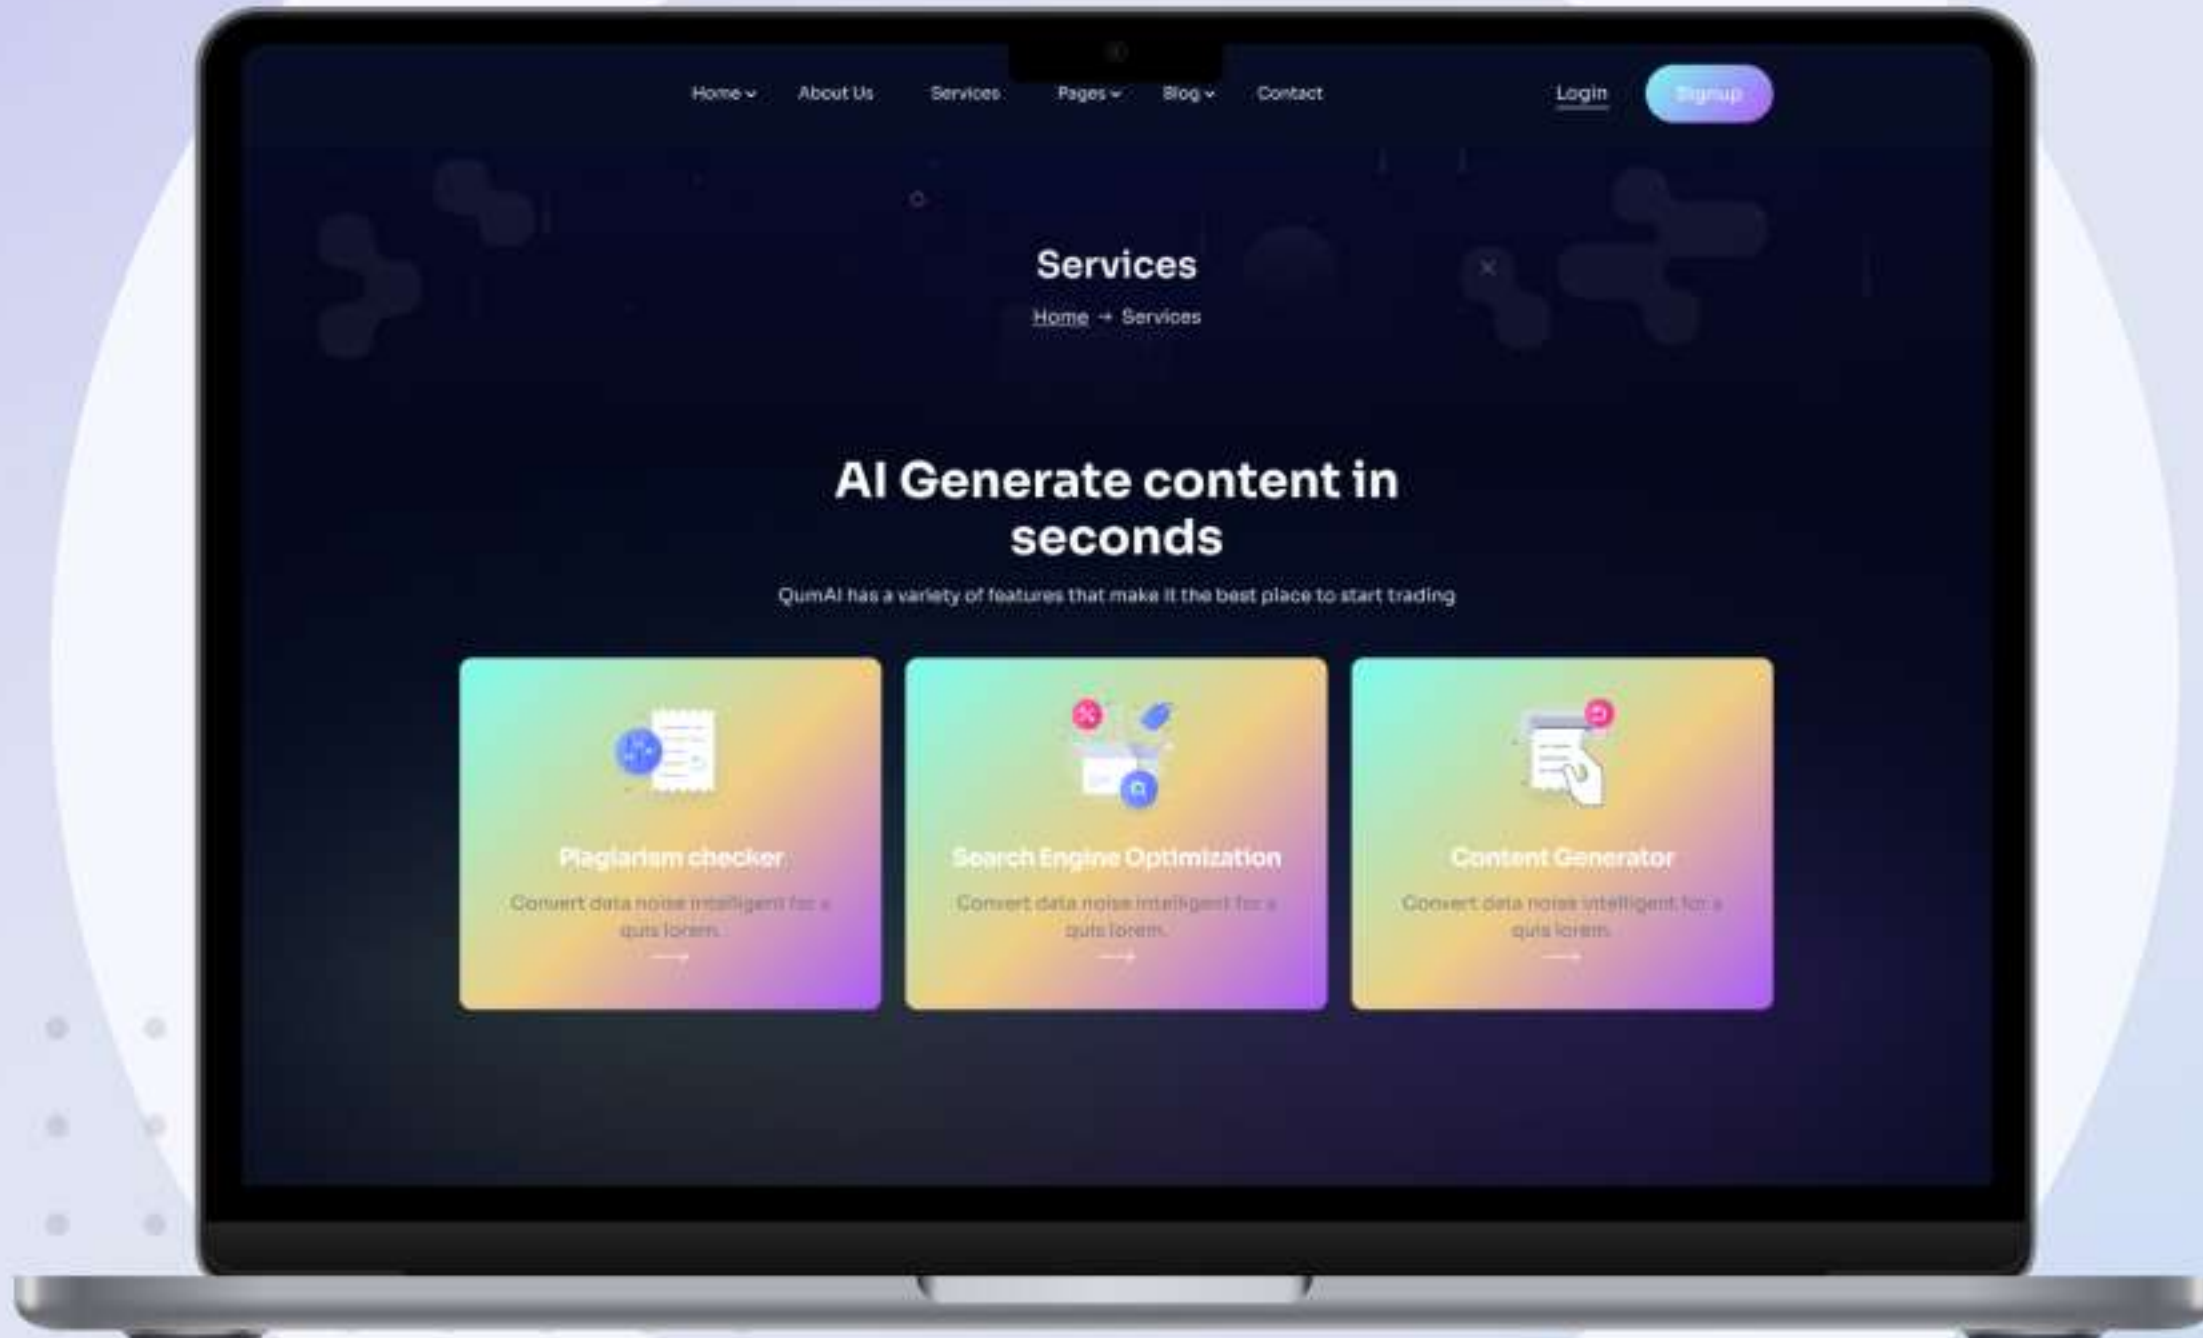 Home About Us Services Pages Blog Contact Login Signup
Services
Home → Services
AI Generate content in
seconds
QumAI has a variety of features that make it the best place to start trading
Plagiarism checker
Convert data noise intelligent for a
quis lorem.
Search Engine Optimization
Convert data noise intelligent for a
quis lorem.
Content Generator
Convert data noise intelligent for a
quis lorem.